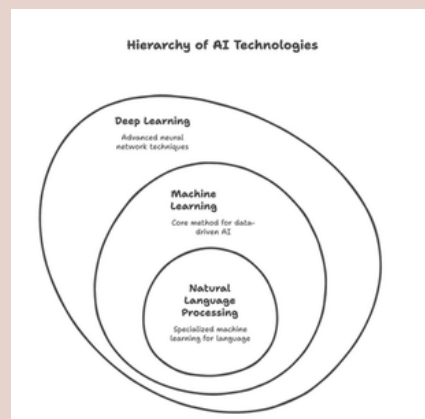 Hierarchy of AI Technologies
Deep Learning
Advanced neural
network techniques
Machine
Learning
Core method for data-
driven AI
Natural
Language
Processing
Specialized machine
learning for language